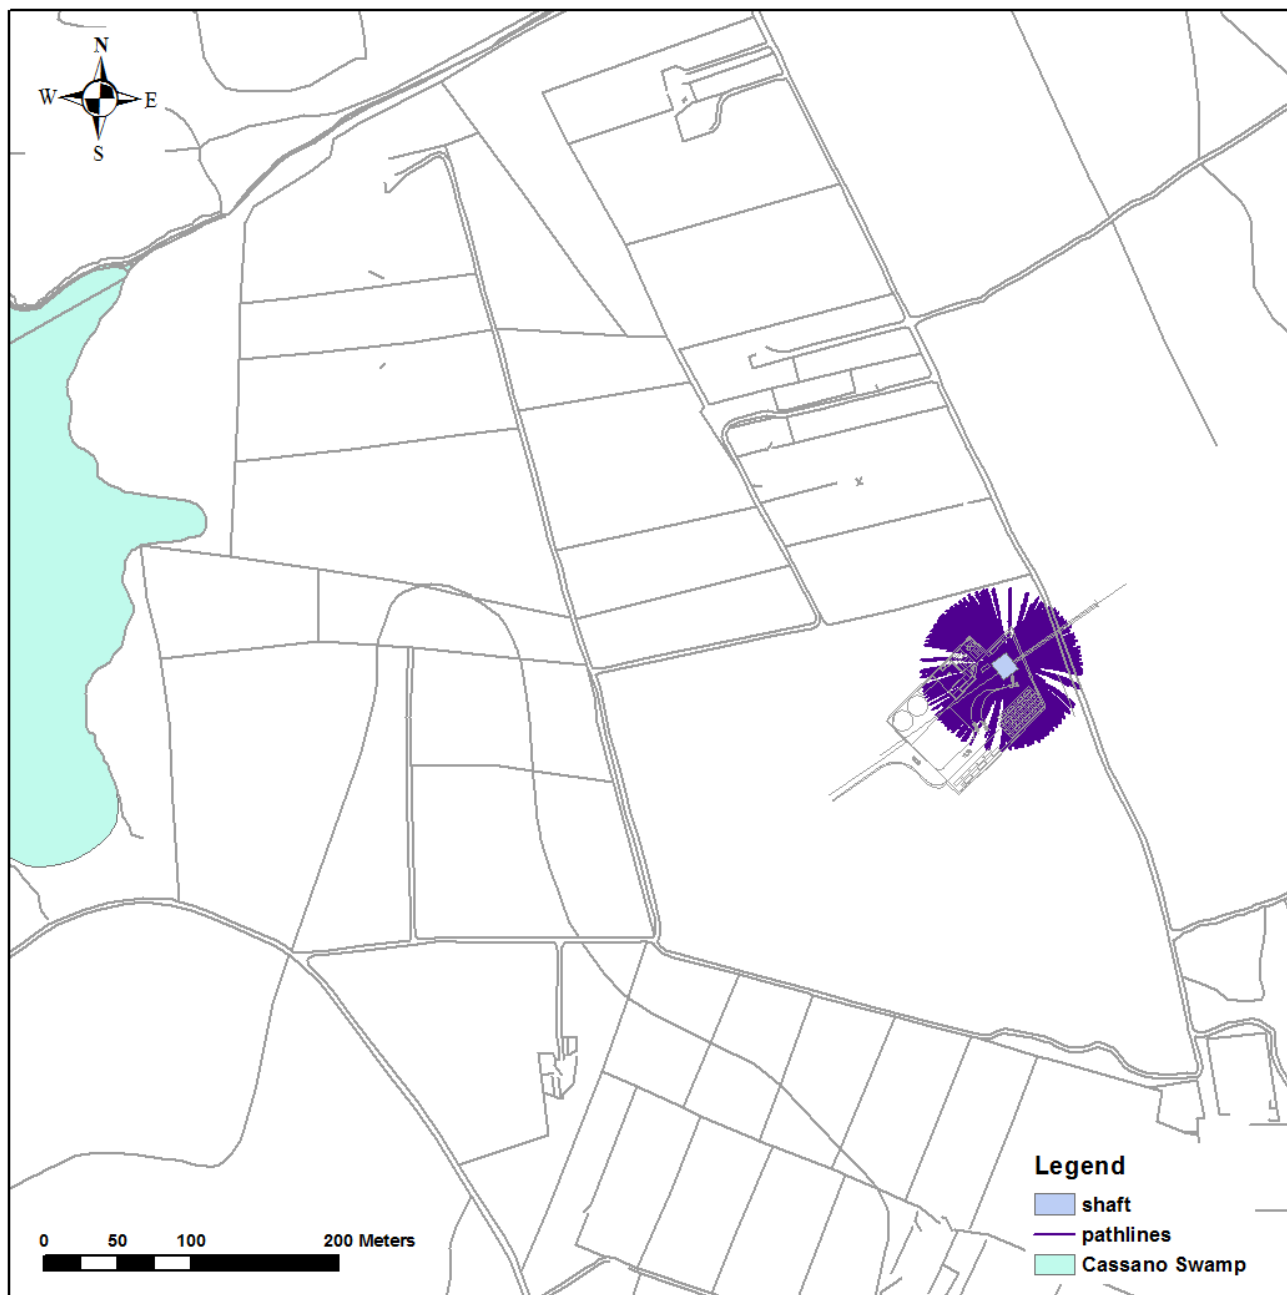 N
W E
S
Legend
shaft
pathlines
Cassano Swamp
0 50 100 200 Meters